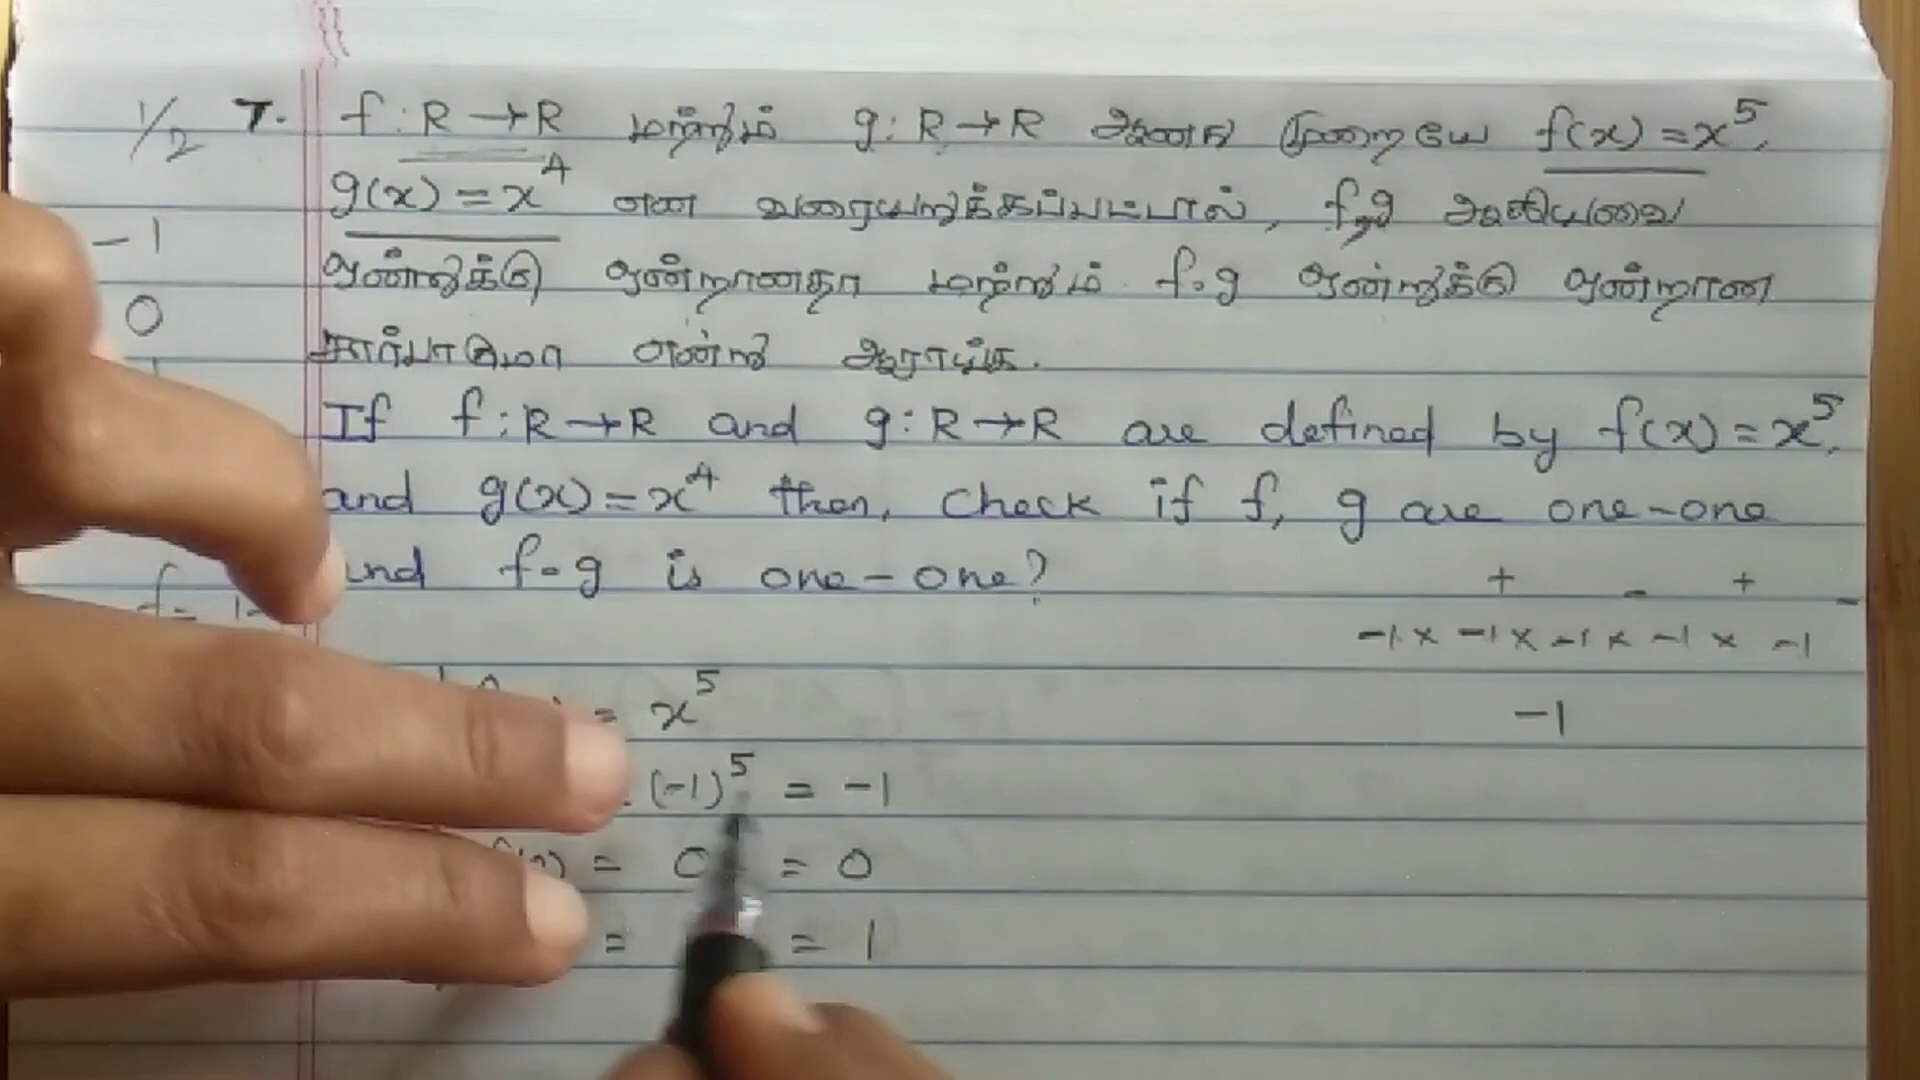 1/2 7. f : R → R மற்றும் g : R → R ஆனது முறையே f(x) = x⁵,
g(x) = x⁴ என வரையறுக்கப்பட்டால், f, g ஆகியவை
-1
ஒன்றுக்கு ஒன்றானதா மற்றும் f∘g ஒன்றுக்கு ஒன்றான
0
சார்பாகுமா என்று ஆராய்க.
If f : R → R and g : R → R are defined by f(x) = x⁵,
and g(x) = x⁴ then, check if f, g are one-one
and f∘g is one-one?
+ - + -
-1 × -1 × -1 × -1 × -1
= x⁵
-1
(-1)⁵ = -1
= 0 = 0
= = 1